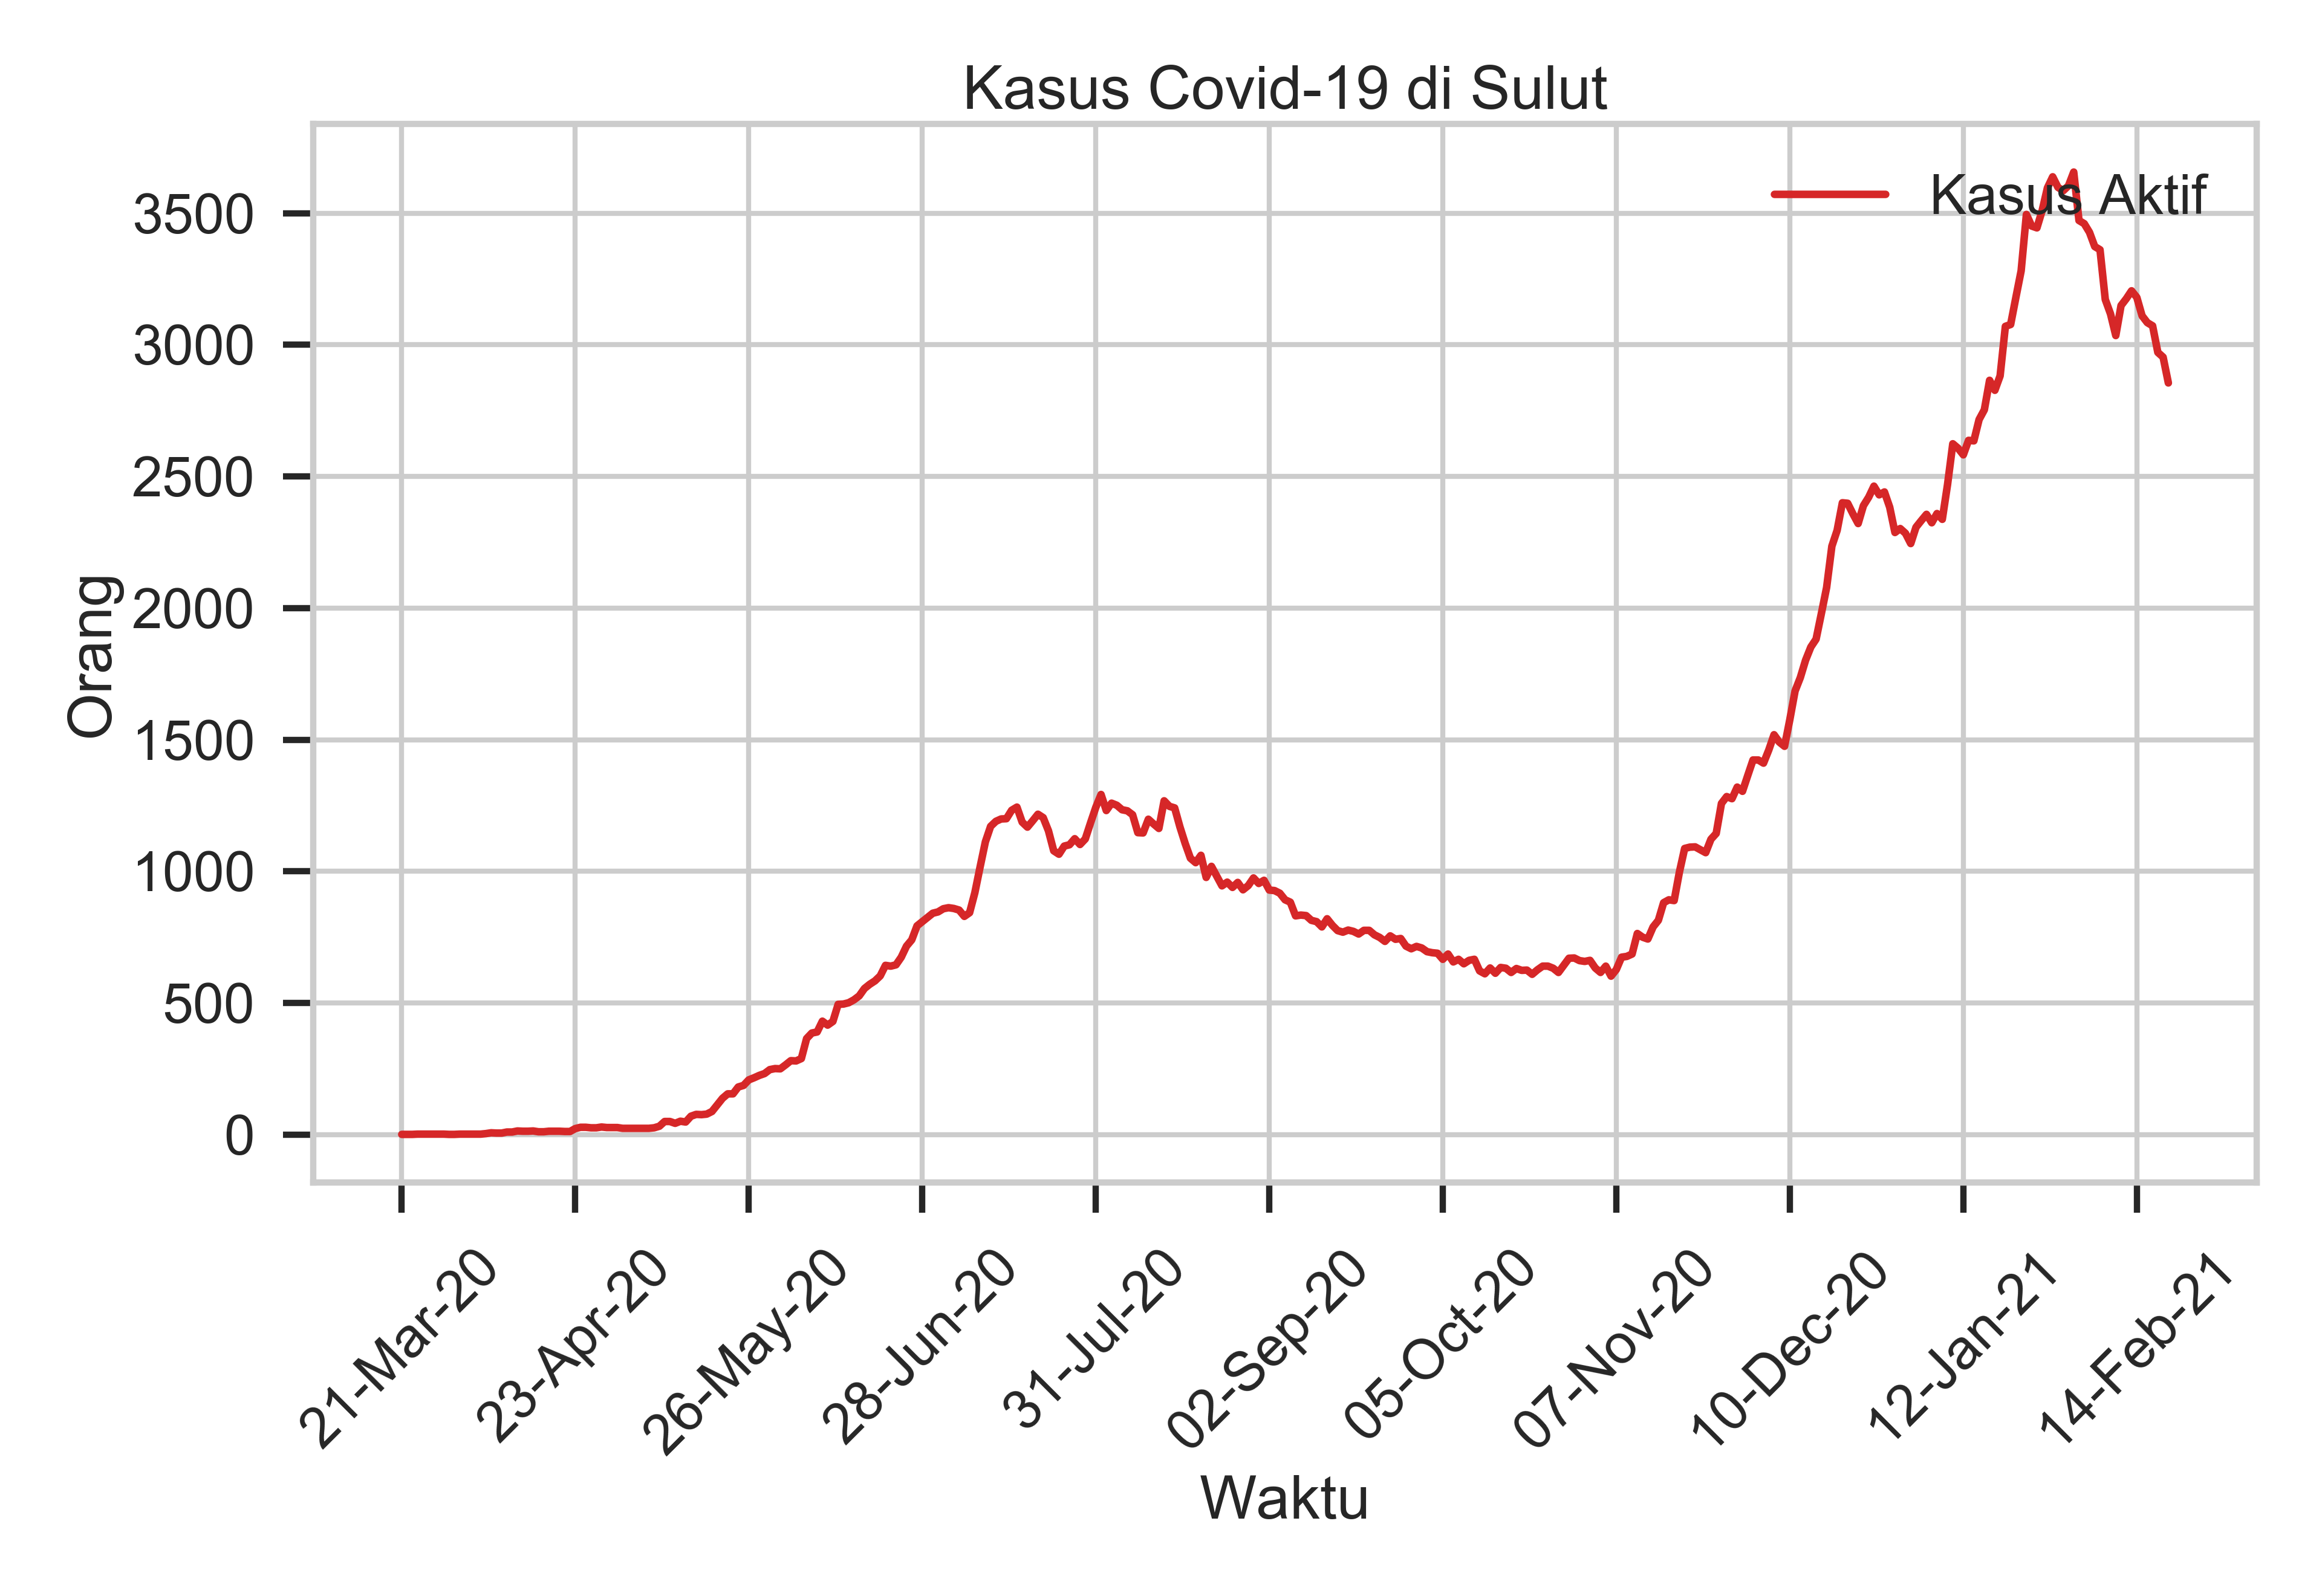 Kasus Covid-19 di Sulut
Kasus Aktif
3500
3000
2500
2000
1500
1000
500
0
Orang
21-Mar-20
23-Apr-20
26-May-20
28-Jun-20
31-Jul-20
02-Sep-20
05-Oct-20
07-Nov-20
10-Dec-20
12-Jan-21
14-Feb-21
Waktu